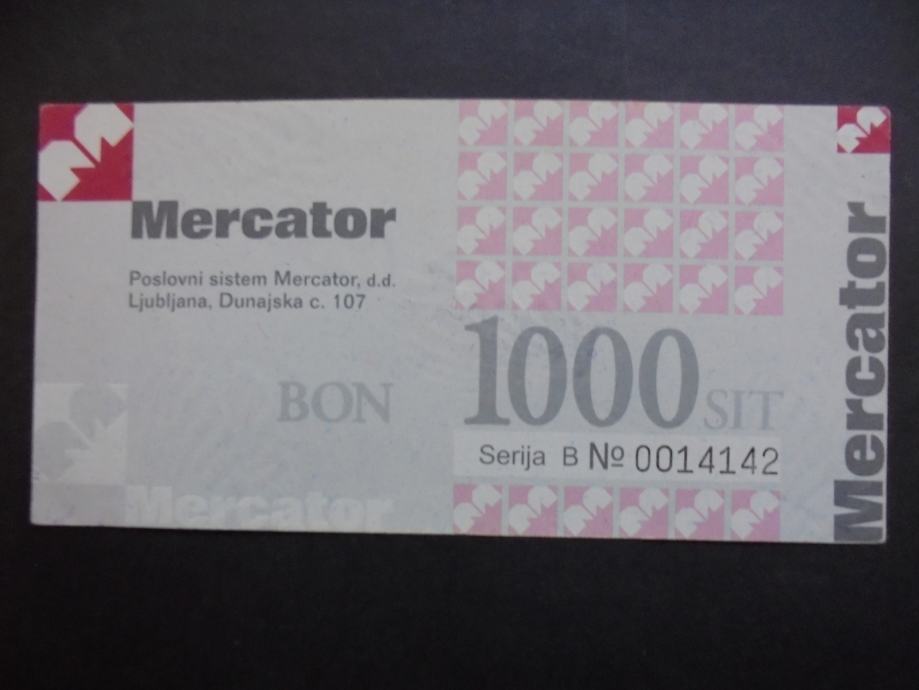 Mercator
Poslovni sistem Mercator, d.d.
Ljubljana, Dunajska c. 107
BON
1000 SIT
Serija B Nº 0014142
Mercator
Mercator